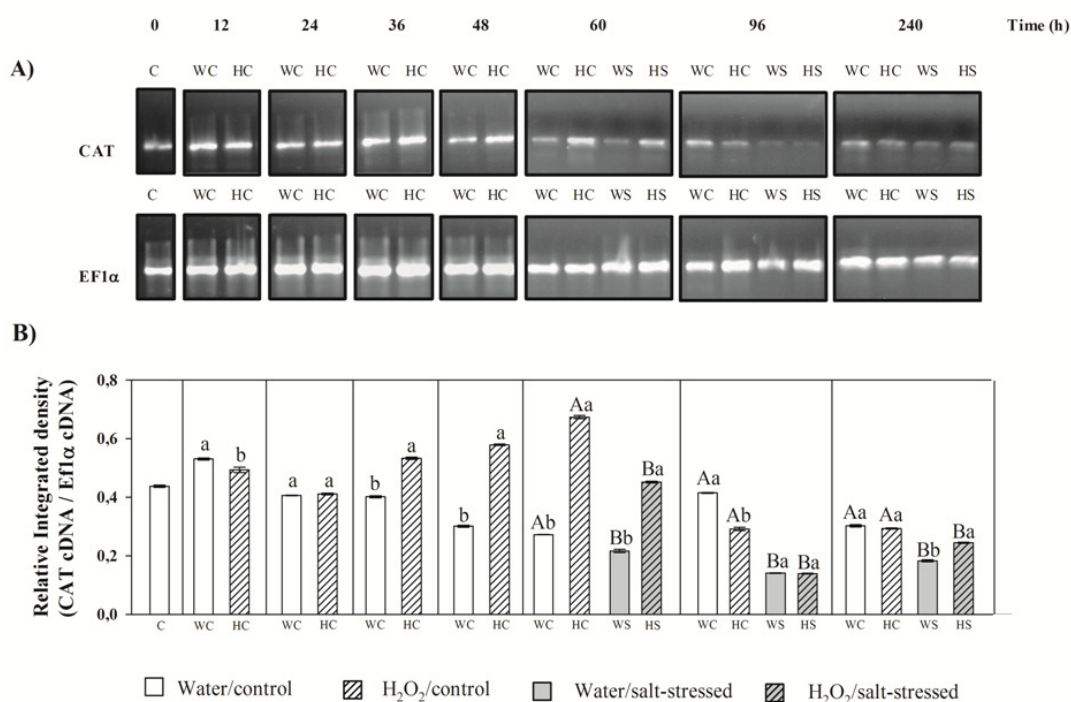 0 12 24 36 48 60 96 240 Time (h)
A)
C WC HC WC HC WC HC WC HC WC HC WS HS WC HC WS HS WC HC WS HS
CAT
C WC HC WC HC WC HC WC HC WC HC WS HS WC HC WS HS WC HC WS HS
EF1α
B)
Relative Integrated density
(CAT cDNA / Ef1α cDNA)
0,8
0,6
0,4
0,2
0,0
a b a a b a b a Ab Aa Bb Ba Aa Ab Ba Ba Aa Aa Bb Ba
C WC HC WC HC WC HC WC HC WC HC WS HS WC HC WS HS WC HC WS HS
Water/control H₂O₂/control Water/salt-stressed H₂O₂/salt-stressed